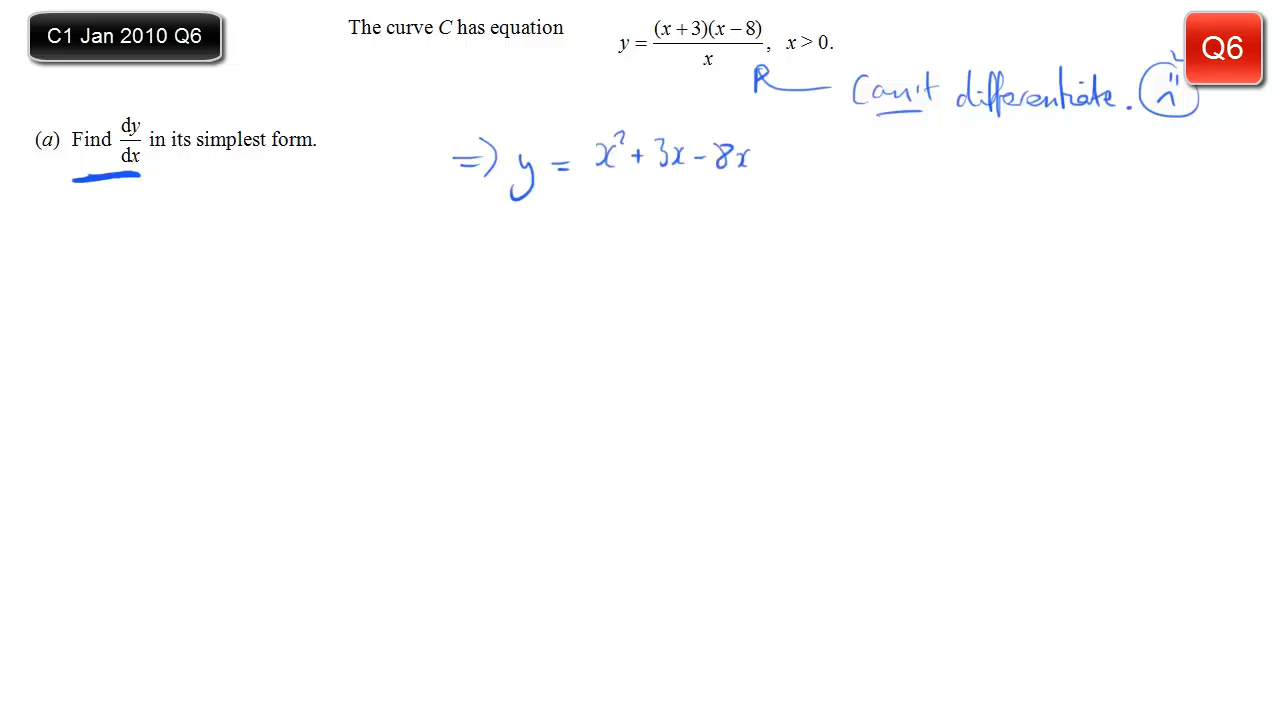 C1 Jan 2010 Q6
The curve C has equation y = (x + 3)(x − 8) / x, x > 0.
Q6
Can't differentiate.
(a) Find dy/dx in its simplest form.
⇒ y = x² + 3x − 8x